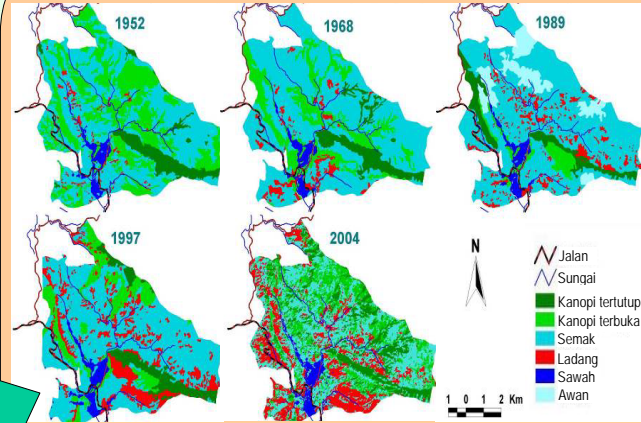 1952
1968
1989
1997
2004
N
Jalan
Sungai
Kanopi tertutup
Kanopi terbuka
Semak
Ladang
Sawah
Awan
1 0 1 2 Km